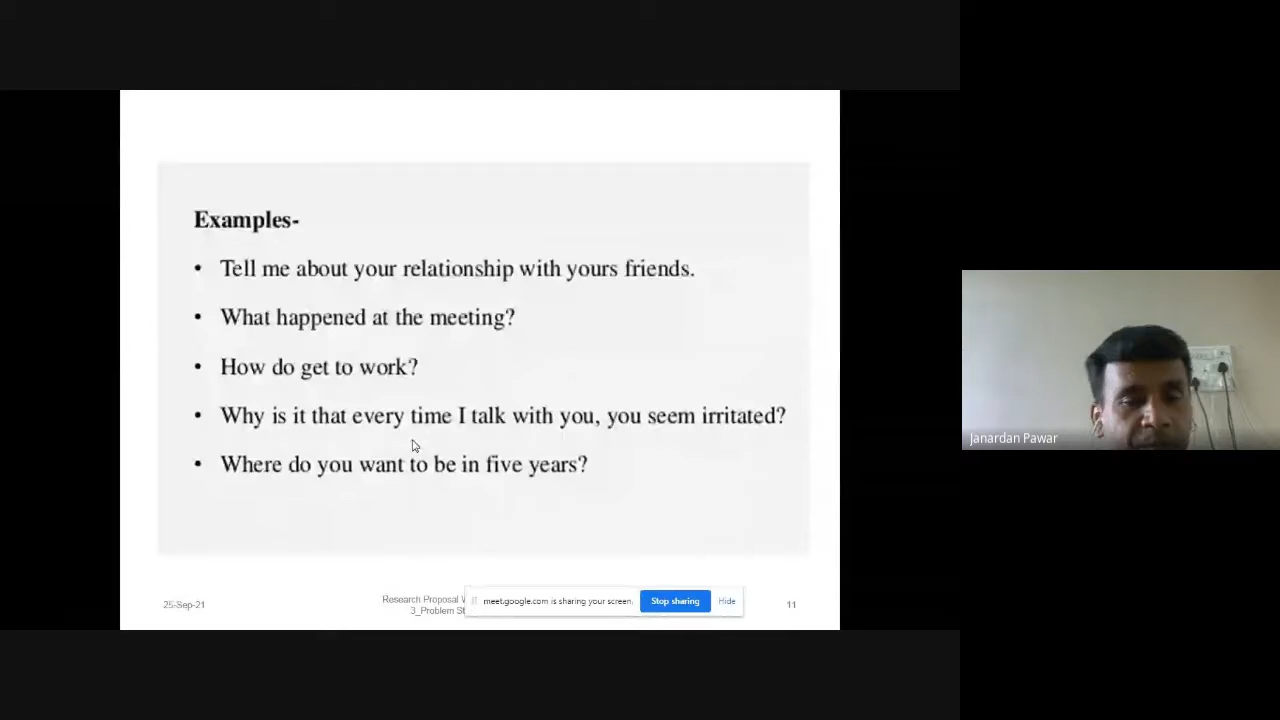 Examples-
• Tell me about your relationship with yours friends.
• What happened at the meeting?
• How do get to work?
• Why is it that every time I talk with you, you seem irritated?
• Where do you want to be in five years?
25-Sep-21
Research Proposal
3_Problem
meet.google.com is sharing your screen.
Stop sharing
Hide
11
Janardan Pawar